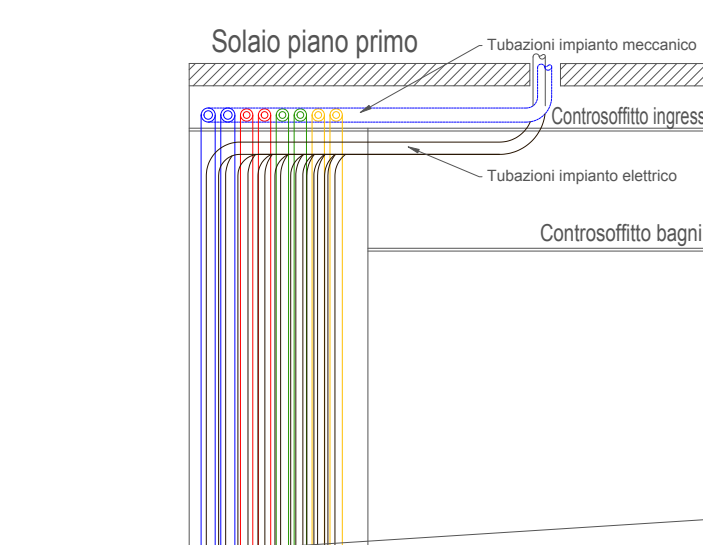 Solaio piano primo
Tubazioni impianto meccanico
Controsoffitto ingress
Tubazioni impianto elettrico
Controsoffitto bagni